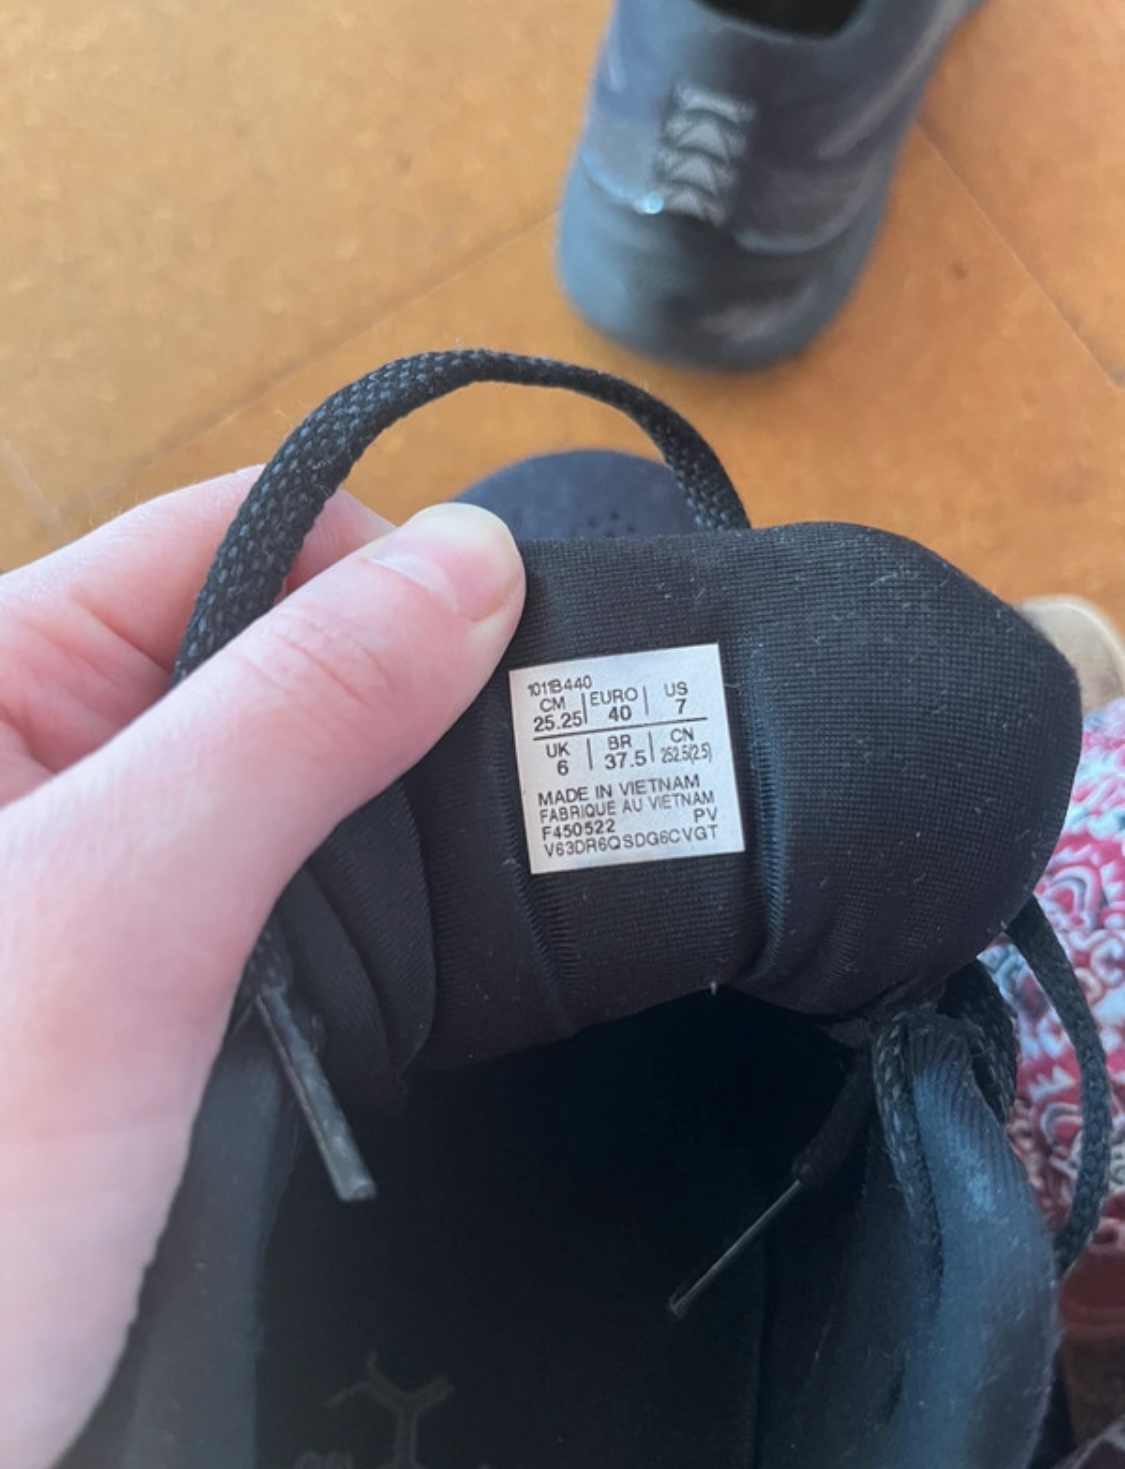 1011B440
CM | EURO | US
25.25 | 40 | 7
UK | BR | CN
6 | 37.5 | 252.5(2.5)
MADE IN VIETNAM
FABRIQUE AU VIETNAM
F450522 PV
V63DR6QSDG6CVGT